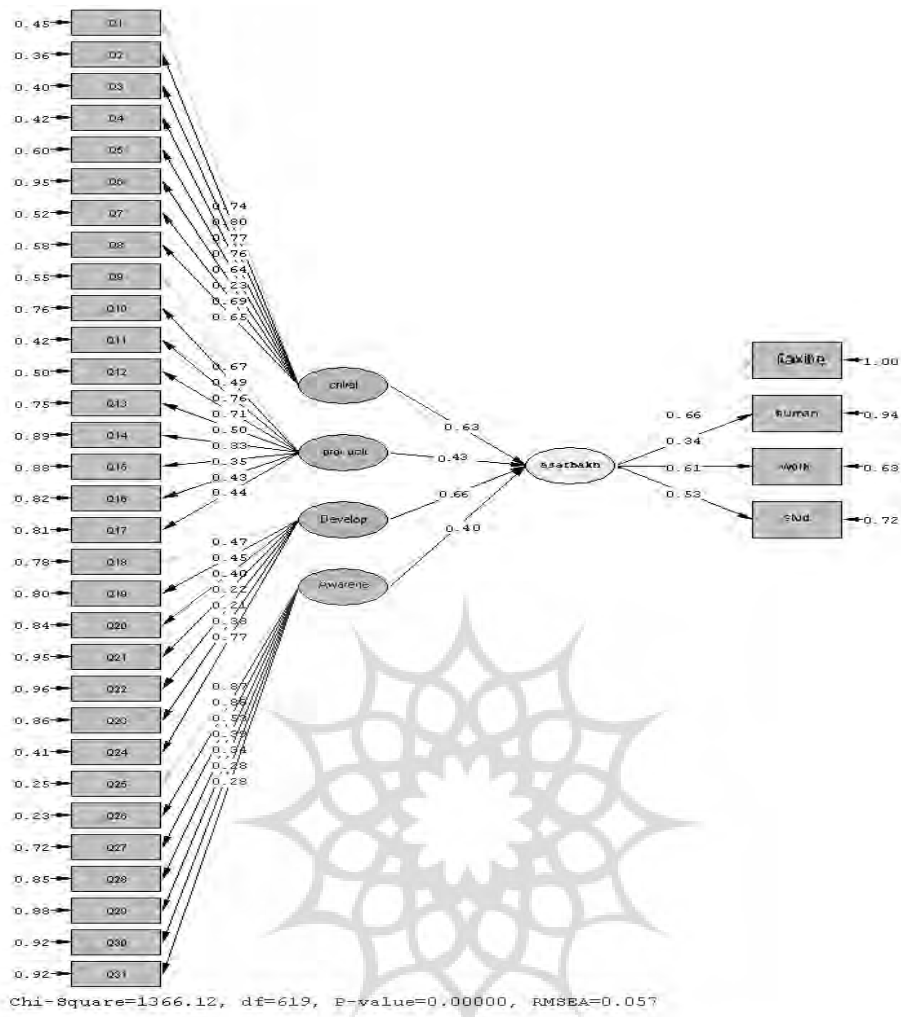 0.45 Q1
0.36 Q2
0.40 Q3
0.42 Q4
0.60 Q5
0.95 Q6
0.52 Q7
0.58 Q8
0.55 Q9
0.76 Q10
0.42 Q11
0.50 Q12
0.75 Q13
0.89 Q14
0.88 Q15
0.82 Q16
0.81 Q17
0.78 Q18
0.80 Q19
0.84 Q20
0.95 Q21
0.96 Q22
0.86
0.41 Q24
0.25 Q25
0.23 Q26
0.72 Q27
0.85 Q28
0.88 Q29
0.92 Q30
0.92 Q31
0.74
0.80
0.77
0.76
0.64
0.23
0.69
0.65
0.67
0.49
0.76
0.71
0.50
0.33
0.35
0.43
0.44
0.47
0.45
0.40
0.22
0.21
0.38
0.77
0.87
0.86
0.53
0.39
0.34
0.28
0.28
Develop
Awarene
0.63
0.43
0.66
0.40
0.66
0.34
0.61
0.53
1.00
human 0.94
work 0.63
stud 0.72
Chi-Square=1366.12, df=619, P-value=0.00000, RMSEA=0.057